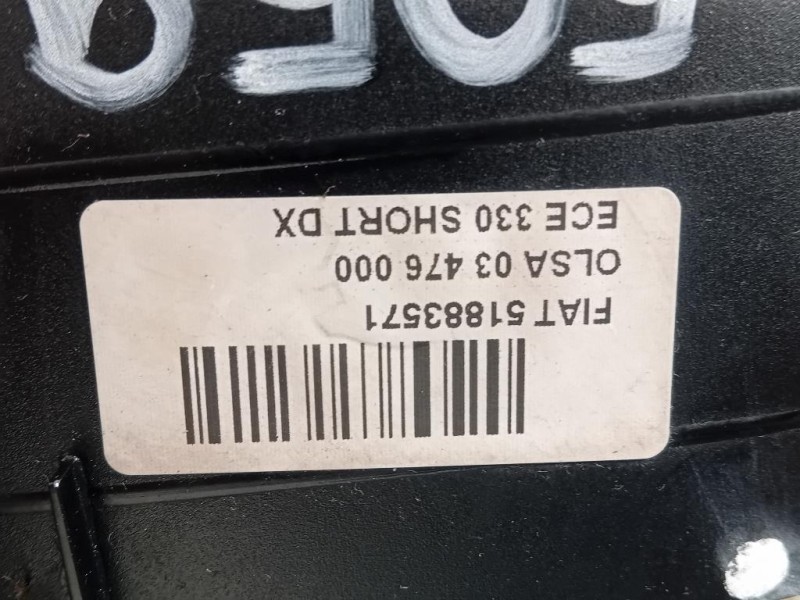 FIAT 51883571
OLSA 03 476 000
ECE 330 SHORT DX